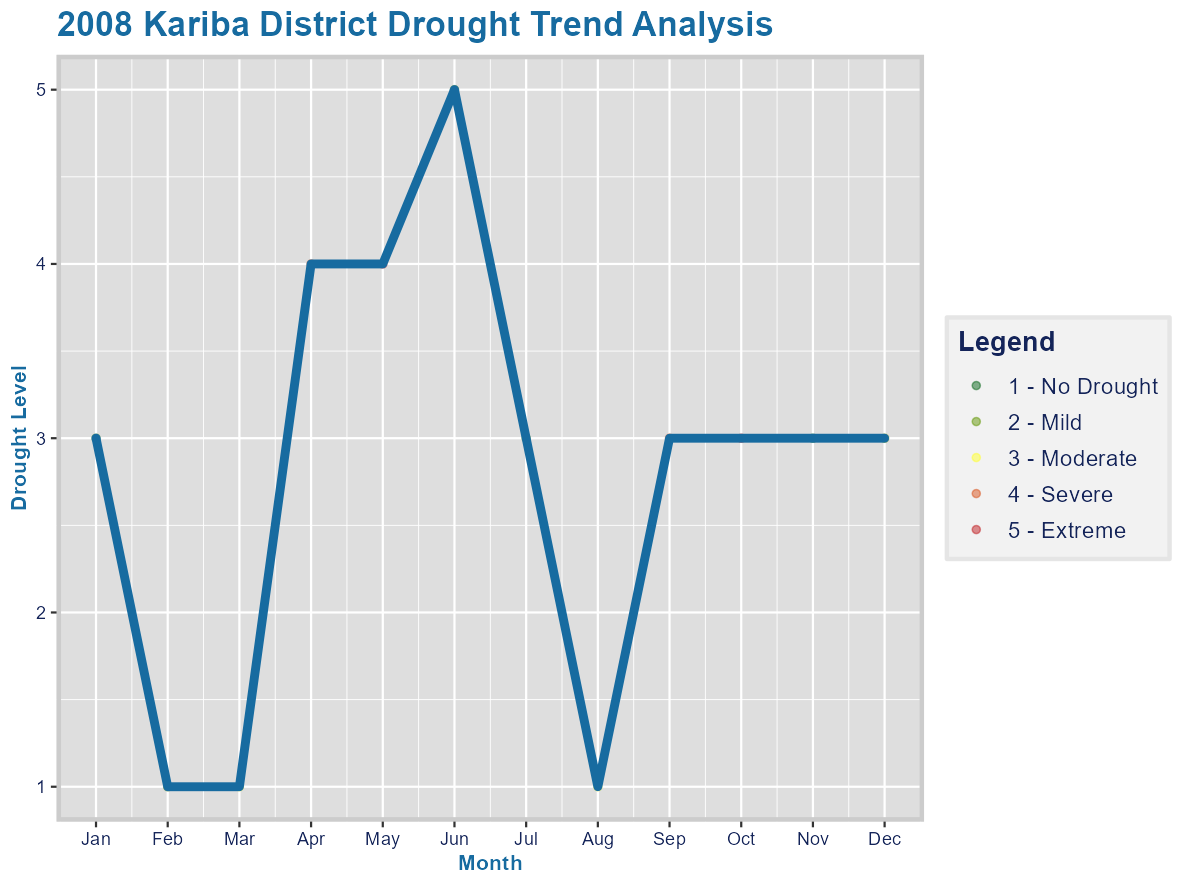 2008 Kariba District Drought Trend Analysis
Drought Level
5
4
3
2
1
Jan Feb Mar Apr May Jun Jul Aug Sep Oct Nov Dec
Month
Legend
1 - No Drought
2 - Mild
3 - Moderate
4 - Severe
5 - Extreme